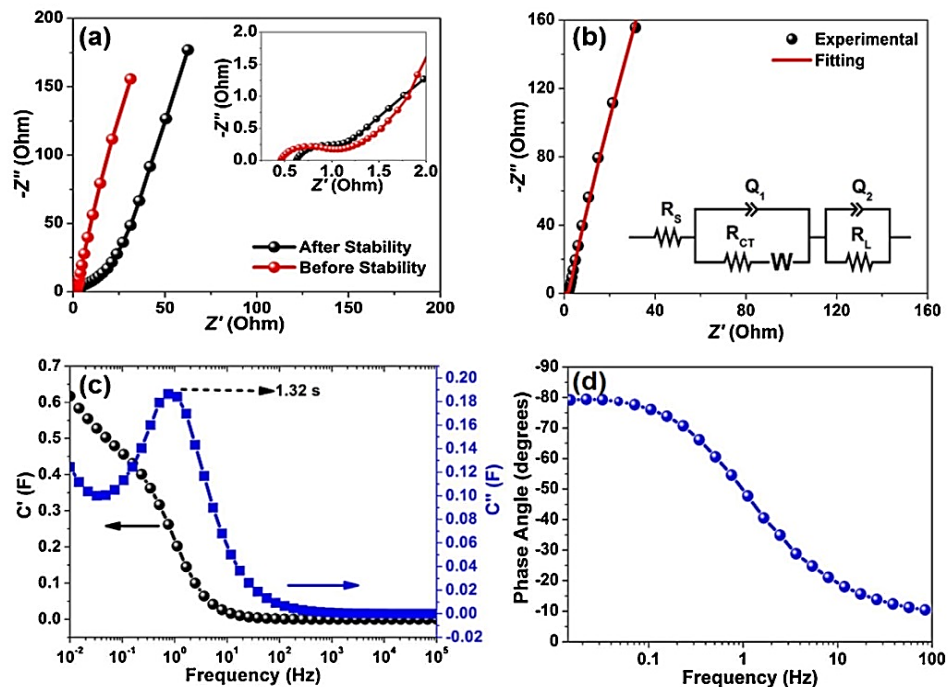 (a)
200
150
100
50
0
-Z" (Ohm)
0 50 100 150 200
Z' (Ohm)
After Stability
Before Stability
2.0
1.5
1.0
0.5
0.0
-Z" (Ohm)
0.5 1.0 1.5 2.0
Z' (Ohm)
(b)
160
120
80
40
0
-Z" (Ohm)
0 40 80 120 160
Z' (Ohm)
Experimental
Fitting
Q1 Q2
RS
RCT W RL
(c)
0.7
0.6
0.5
0.4
0.3
0.2
0.1
0.0
C' (F)
1.32 s
0.20
0.18
0.16
0.14
0.12
0.10
0.08
0.06
0.04
0.02
0.00
-0.02
C" (F)
10-2 10-1 100 101 102 103 104 105
Frequency (Hz)
(d)
-90
-80
-70
-60
-50
-40
-30
-20
-10
0
Phase Angle (degrees)
0.1 1 10 100
Frequency (Hz)